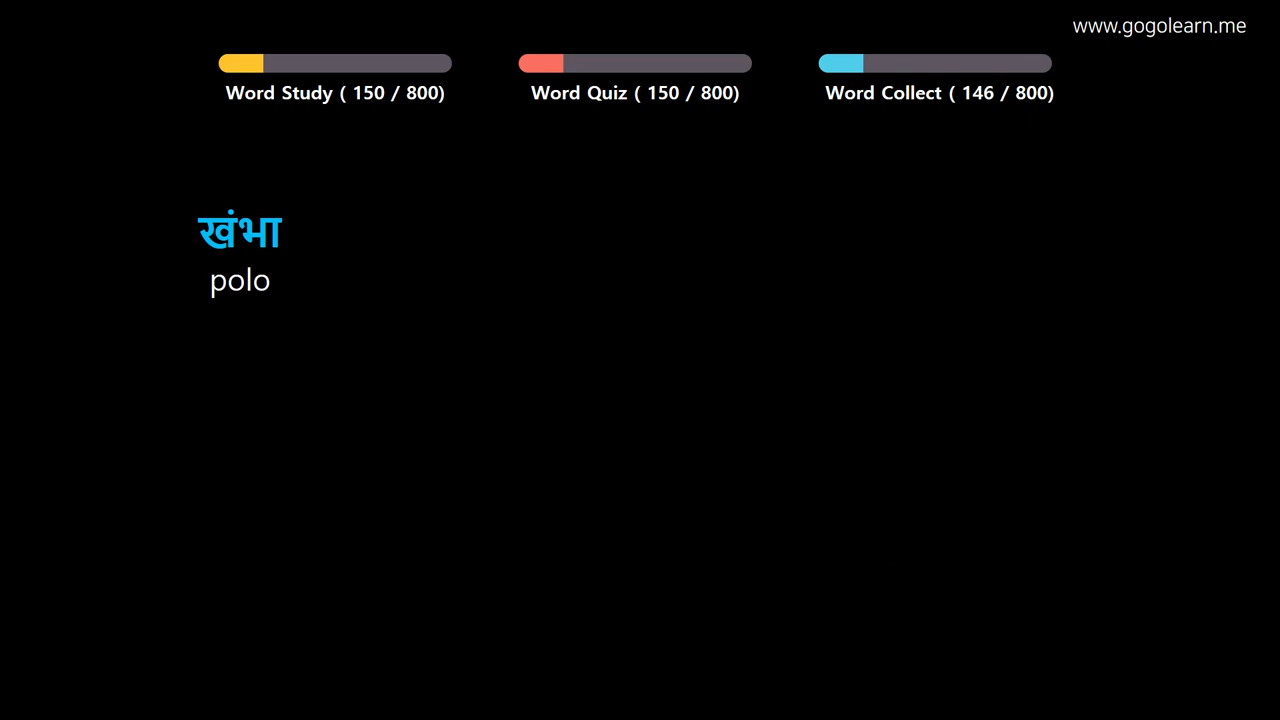 www.gogolearn.me
Word Study ( 150 / 800)
Word Quiz ( 150 / 800)
Word Collect ( 146 / 800)
खंभा
polo